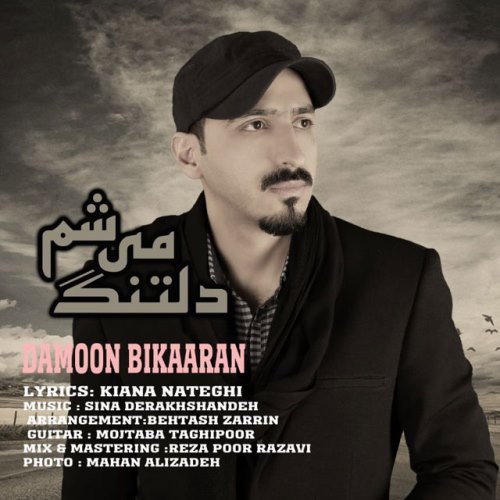 می شم
دلتنگ
DAMOON BIKAARAN
LYRICS: KIANA NATEGHI
MUSIC : SINA DERAKHSHANDEH
ARRANGEMENT:BEHTASH ZARRIN
GUITAR : MOJTABA TAGHIPOOR
MIX & MASTERING :REZA POOR RAZAVI
PHOTO : MAHAN ALIZADEH